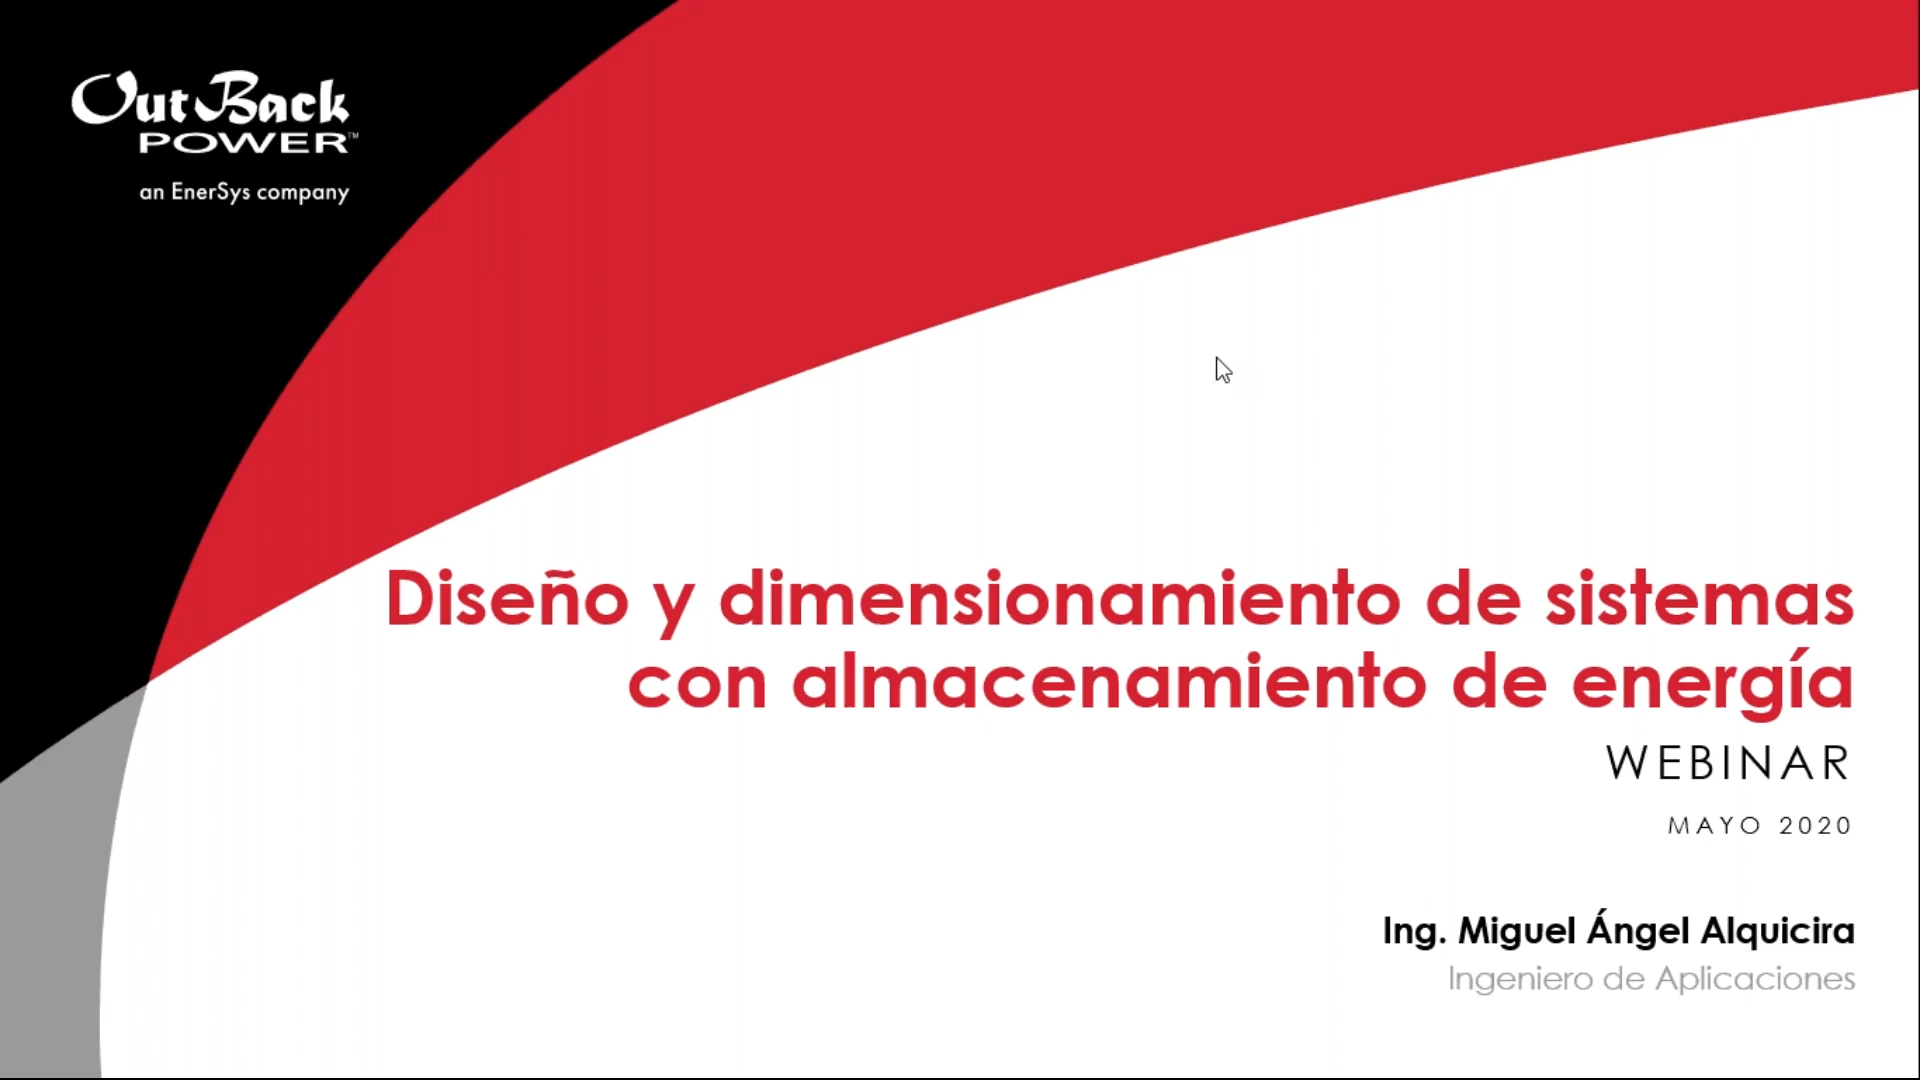 OutBack
POWER™
an EnerSys company
Diseño y dimensionamiento de sistemas
con almacenamiento de energía
WEBINAR
MAYO 2020
Ing. Miguel Ángel Alquicira
Ingeniero de Aplicaciones